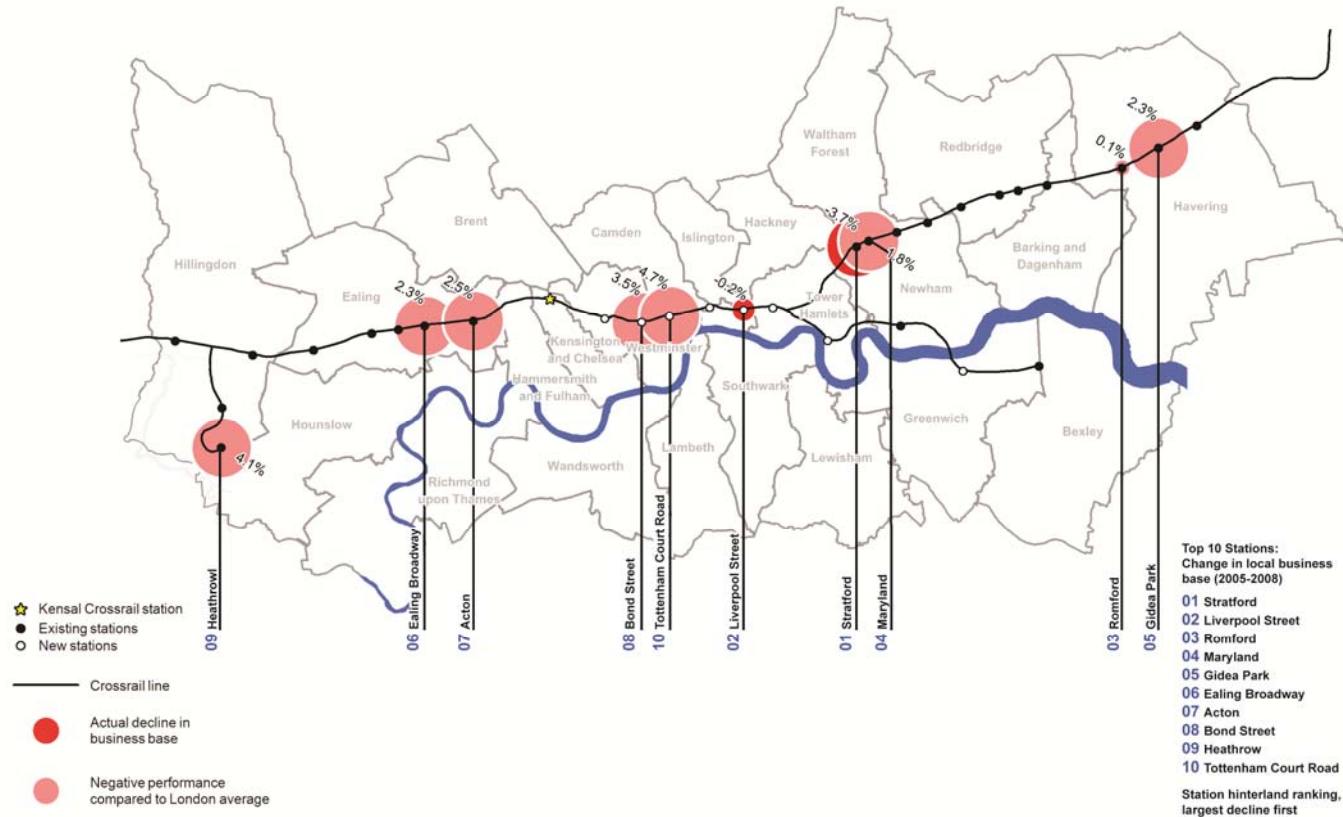 2.3%
0.1%
Waltham
Forest
Redbridge
Havering
Brent
Camden
Islington
Hackney
-3.7%
1.8%
Barking and
Dagenham
Hillingdon
Ealing
2.3%
2.5%
3.5%
4.7%
-0.2%
Tower
Hamlets
Newham
Kensington
and Chelsea
Westminster
Hammersmith
and Fulham
Southwark
Hounslow
4.1%
Richmond
upon Thames
Wandsworth
Lambeth
Lewisham
Greenwich
Bexley
09 Heathrowl
06 Ealing Broadway
07 Acton
08 Bond Street
10 Tottenham Court Road
02 Liverpool Street
01 Stratford
04 Maryland
03 Romford
05 Gidea Park
Kensal Crossrail station
Existing stations
New stations
Crossrail line
Actual decline in
business base
Negative performance
compared to London average
Top 10 Stations:
Change in local business
base (2005-2008)
01 Stratford
02 Liverpool Street
03 Romford
04 Maryland
05 Gidea Park
06 Ealing Broadway
07 Acton
08 Bond Street
09 Heathrow
10 Tottenham Court Road
Station hinterland ranking,
largest decline first